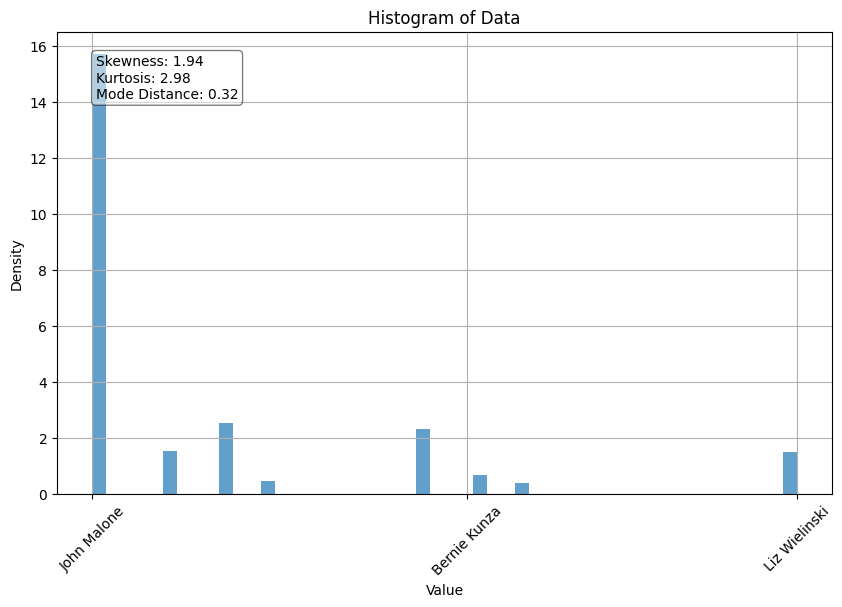 Histogram of Data
16
Skewness: 1.94
Kurtosis: 2.98
Mode Distance: 0.32
14
12
10
8
6
4
2
0
Density
John Malone
Bernie Kunza
Liz Wielinski
Value